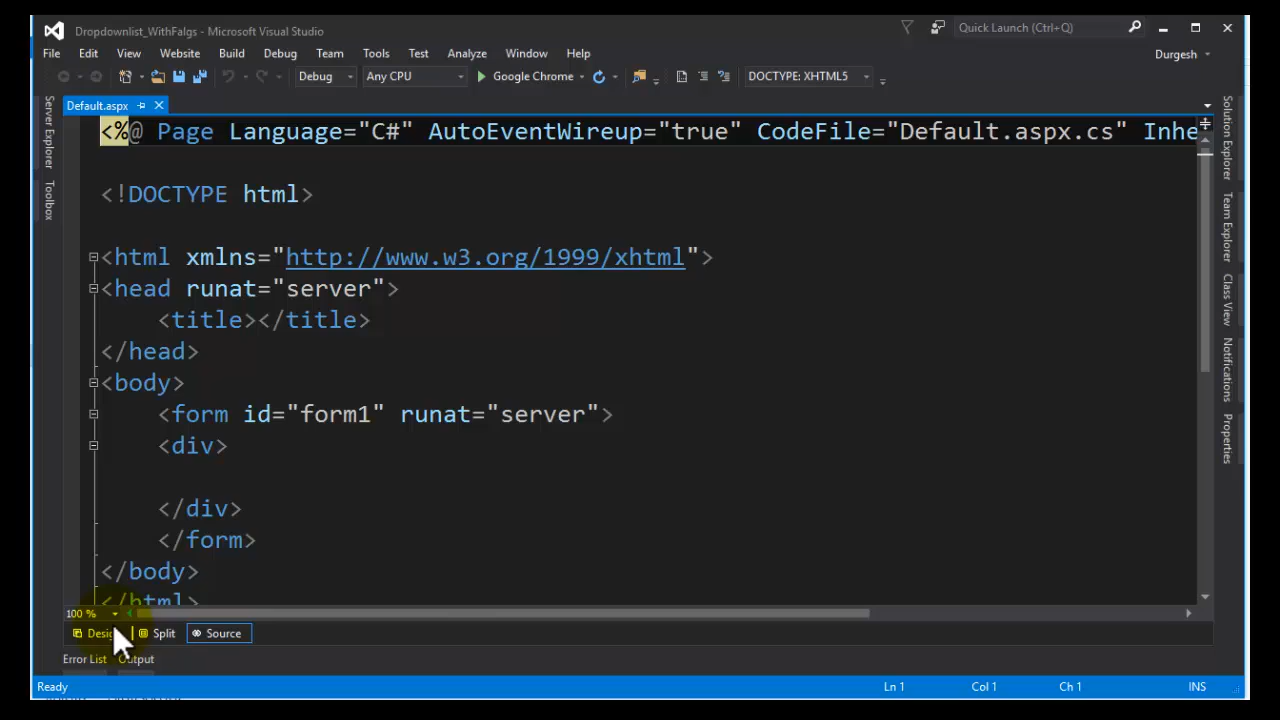 Dropdownlist_WithFalgs - Microsoft Visual Studio
Quick Launch (Ctrl+Q)
File Edit View Website Build Debug Team Tools Test Analyze Window Help
Durgesh
Debug Any CPU Google Chrome DOCTYPE: XHTML5
Default.aspx
Server Explorer
Toolbox
<%@ Page Language="C#" AutoEventWireup="true" CodeFile="Default.aspx.cs" Inhe
<!DOCTYPE html>
<html xmlns="http://www.w3.org/1999/xhtml">
<head runat="server">
<title></title>
</head>
<body>
<form id="form1" runat="server">
<div>
</div>
</form>
</body>
</html>
Solution Explorer
Team Explorer
Class View
Notifications
Properties
100 %
Split Source
Error List Output
Ready Ln 1 Col 1 Ch 1 INS